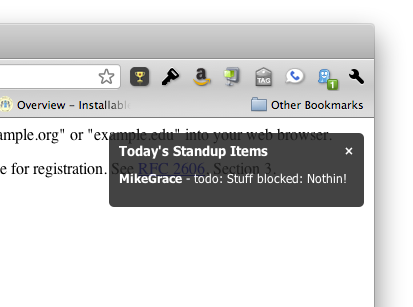 TAG
1
Overview – Installable
Other Bookmarks
ample.org" or "example.edu" into your web browser.
e for registration. See RFC 2606, Section 3.
Today's Standup Items ×
MikeGrace - todo: Stuff blocked: Nothin!